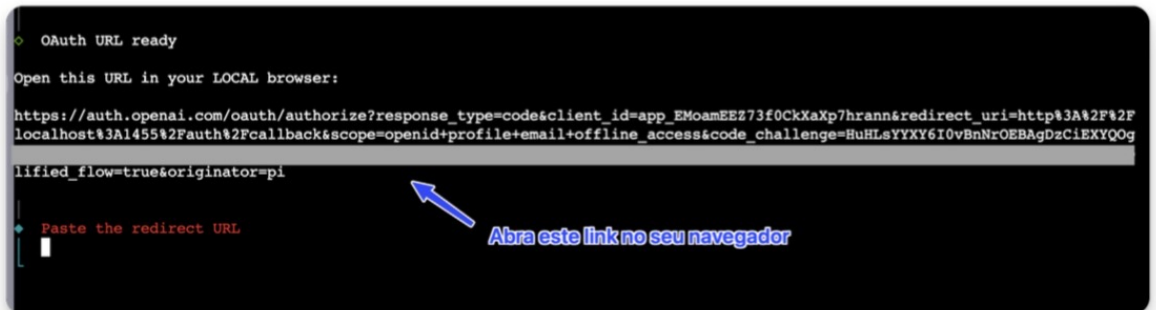 OAuth URL ready
Open this URL in your LOCAL browser:
https://auth.openai.com/oauth/authorize?response_type=code&client_id=app_EMoamEEZ73f0CkXaXp7hrann&redirect_uri=http%3A%2F%2F
localhost%3A1455%2Fauth%2Fcallback&scope=openid+profile+email+offline_access&code_challenge=HuHLsYYXY6I0vBnNrOEBAgDzCiEXYQOg
lified_flow=true&originator=pi
Paste the redirect URL
Abra este link no seu navegador